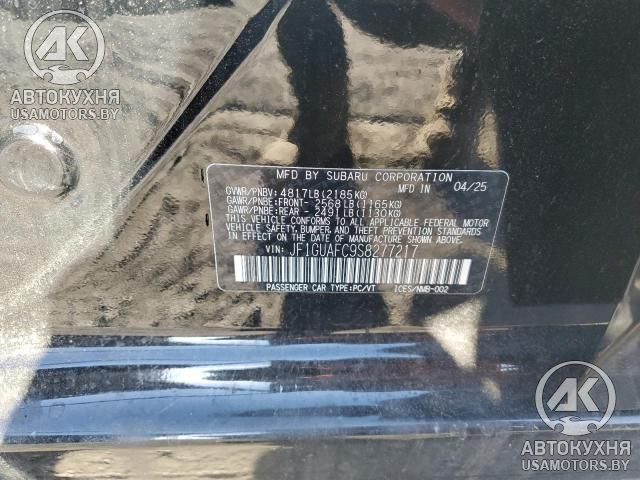 АК
АВТОКУХНЯ
USAMOTORS.BY
MFD BY SUBARU CORPORATION
GVWR/PNBV: 4817LB(2185KG) MFD. IN 04/25
GAWR/PNBE:FRONT- 2568LB(1165KG)
GAWR/PNBE:REAR - 2491LB(1130KG)
THIS VEHICLE CONFORMS TO ALL APPLICABLE FEDERAL MOTOR
VEHICLE SAFETY, BUMPER, AND THEFT PREVENTION STANDARDS
IN EFFECT ON THE DATE OF MANUFACTURE SHOWN ABOVE.
VIN: JF1GUAFC9S8277217
PASSENGER CAR TYPE:PC/VT ICES/NMB-002
АК
АВТОКУХНЯ
USAMOTORS.BY